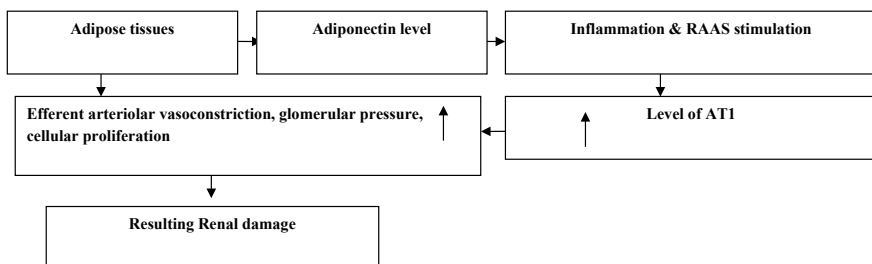 Adipose tissues
Adiponectin level
Inflammation & RAAS stimulation
Efferent arteriolar vasoconstriction, glomerular pressure,
cellular proliferation
Level of AT1
Resulting Renal damage